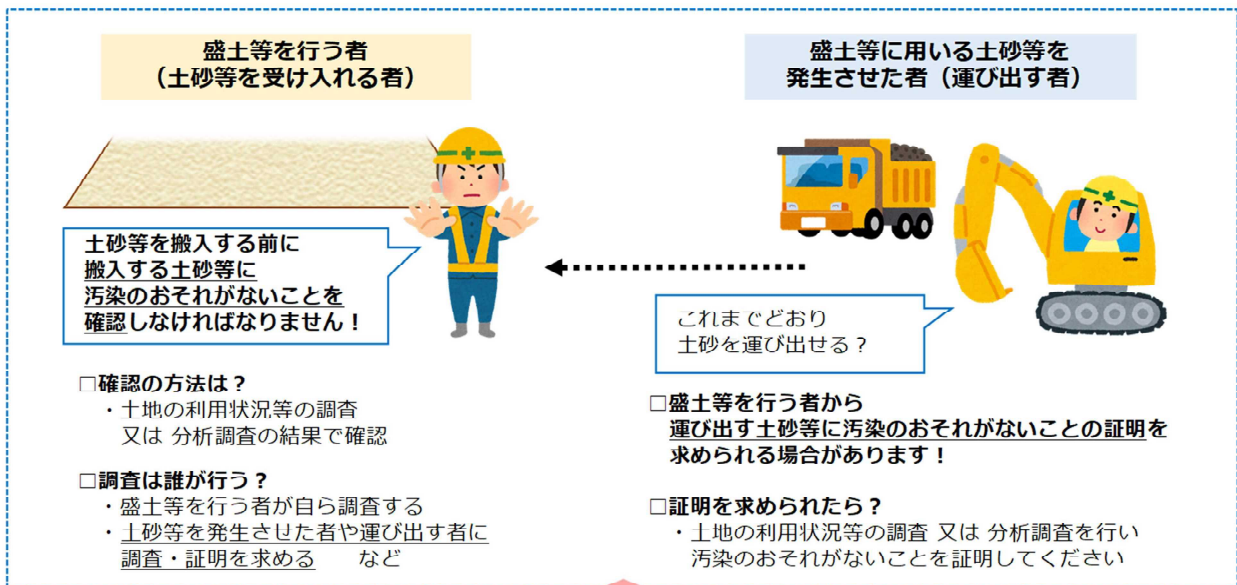 盛土等を行う者
（土砂等を受け入れる者）
土砂等を搬入する前に
搬入する土砂等に
汚染のおそれがないことを
確認しなければなりません！
□確認の方法は？
・土地の利用状況等の調査
又は 分析調査の結果で確認
□調査は誰が行う？
・盛土等を行う者が自ら調査する
・土砂等を発生させた者や運び出す者に
調査・証明を求める　など
盛土等に用いる土砂等を
発生させた者（運び出す者）
これまでどおり
土砂を運び出せる？
□盛土等を行う者から
運び出す土砂等に汚染のおそれがないことの証明を
求められる場合があります！
□証明を求められたら？
・土地の利用状況等の調査 又は 分析調査を行い
汚染のおそれがないことを証明してください